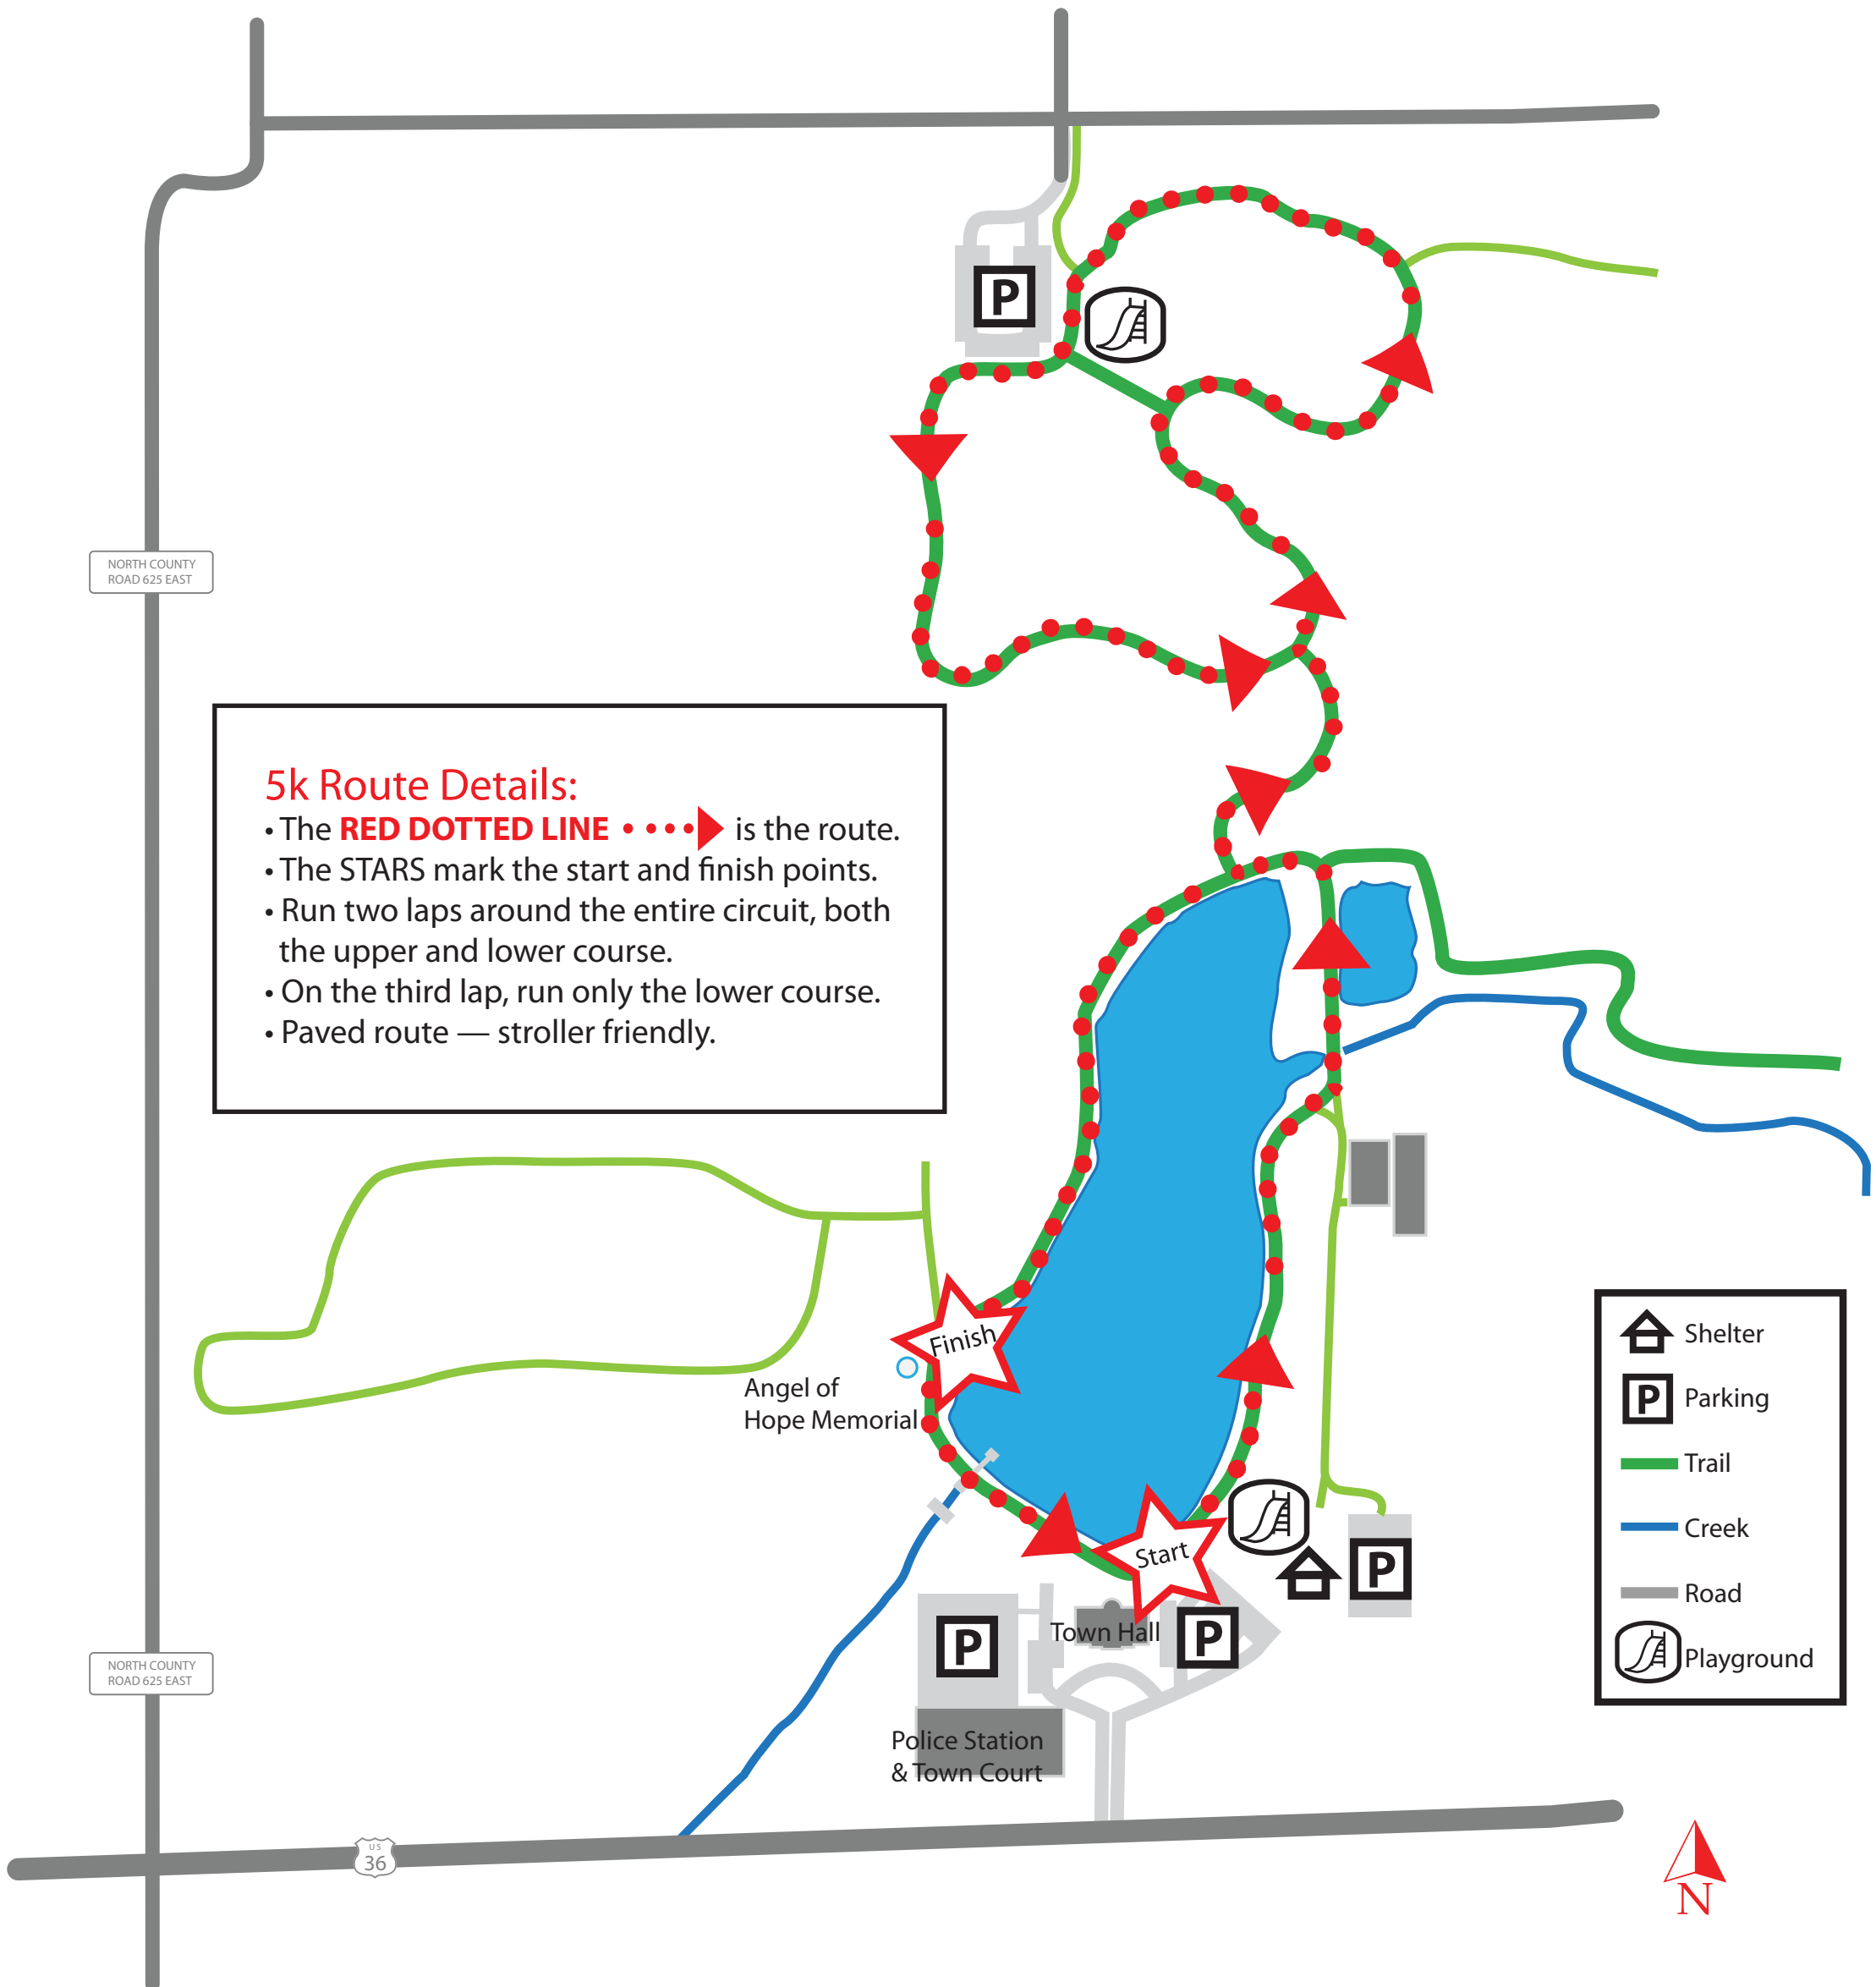 P
NORTH COUNTY
ROAD 625 EAST
5k Route Details:
• The RED DOTTED LINE is the route.
• The STARS mark the start and finish points.
• Run two laps around the entire circuit, both
the upper and lower course.
• On the third lap, run only the lower course.
• Paved route — stroller friendly.
Finish
Angel of
Hope Memorial
Start
P
Town Hall
P
P
Police Station
& Town Court
NORTH COUNTY
ROAD 625 EAST
Shelter
P Parking
Trail
Creek
Road
Playground
US
36
N